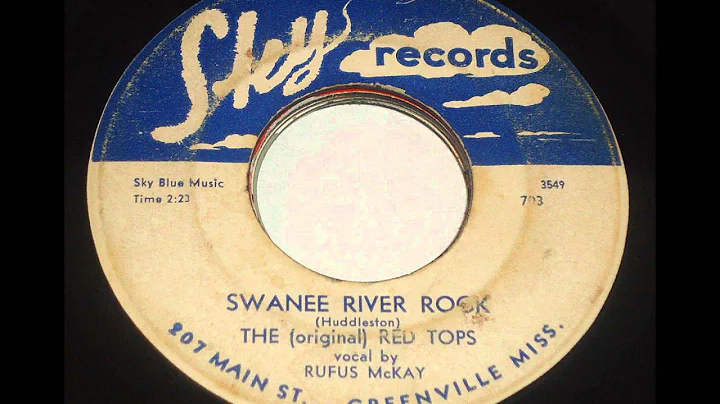 Sky records
Sky Blue Music
Time 2:23
3549
703
SWANEE RIVER ROCK
(Huddleston)
THE (original) RED TOPS
vocal by
RUFUS McKAY
207 MAIN ST. GREENVILLE MISS.